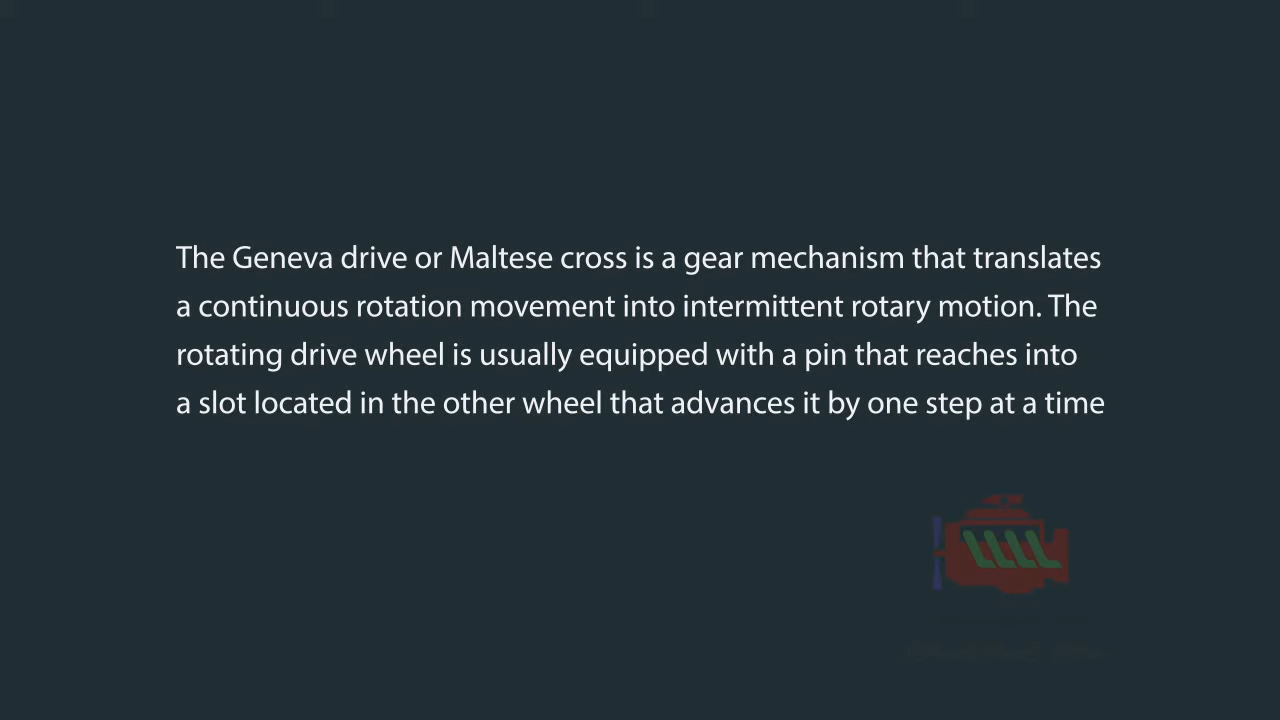 The Geneva drive or Maltese cross is a gear mechanism that translates
a continuous rotation movement into intermittent rotary motion. The
rotating drive wheel is usually equipped with a pin that reaches into
a slot located in the other wheel that advances it by one step at a time